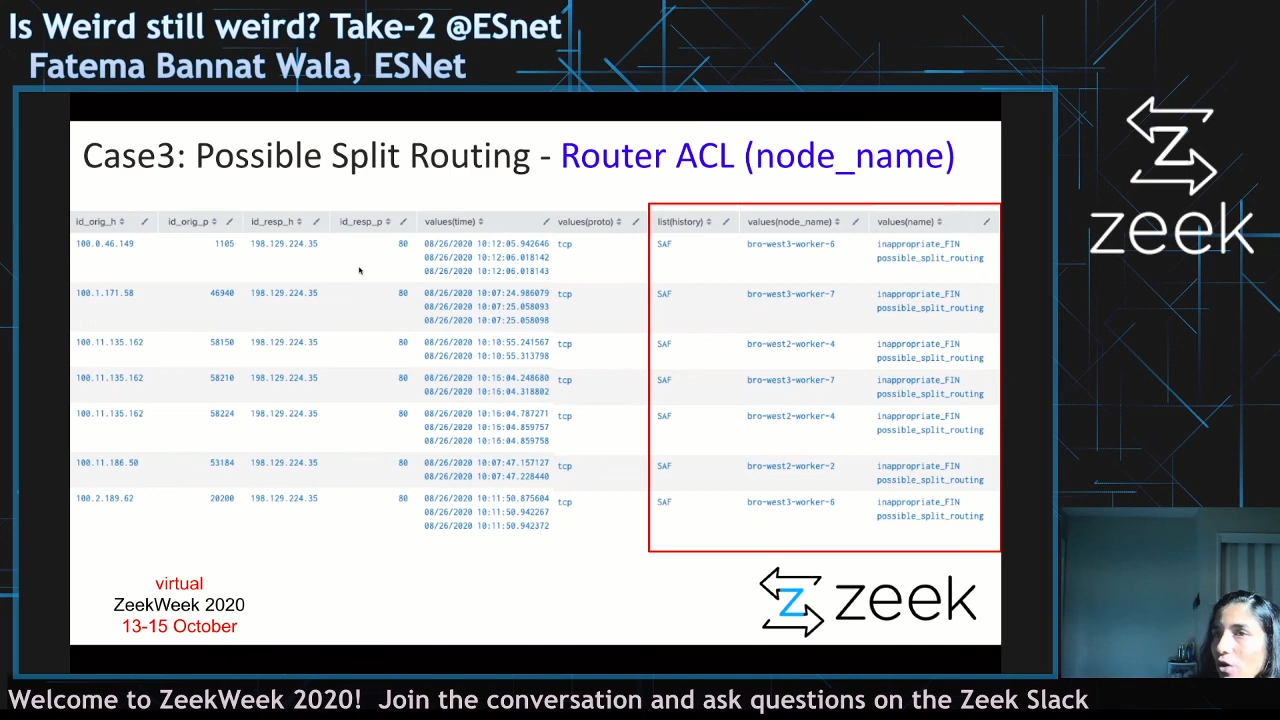 Is Weird still weird? Take-2 @ESnet
Fatema Bannat Wala, ESNet
zeek
Case3: Possible Split Routing - Router ACL (node_name)
id_orig_h id_orig_p id_resp_h id_resp_p values(time) values(proto) list(history) values(node_name) values(name)
100.0.46.149 1105 198.129.224.35 80 08/26/2020 10:12:05.942646 tcp SAF bro-west3-worker-6 inappropriate_FIN
08/26/2020 10:12:06.018142 possible_split_routing
08/26/2020 10:12:06.018143
100.1.171.58 46940 198.129.224.35 80 08/26/2020 10:07:24.986079 tcp SAF bro-west3-worker-7 inappropriate_FIN
08/26/2020 10:07:25.058093 possible_split_routing
08/26/2020 10:07:25.058098
100.11.135.162 58150 198.129.224.35 80 08/26/2020 10:10:55.241567 tcp SAF bro-west2-worker-4 inappropriate_FIN
08/26/2020 10:10:55.313798 possible_split_routing
100.11.135.162 58210 198.129.224.35 80 08/26/2020 10:16:04.248680 tcp SAF bro-west3-worker-7 inappropriate_FIN
08/26/2020 10:16:04.318802 possible_split_routing
100.11.135.162 58224 198.129.224.35 80 08/26/2020 10:16:04.787271 tcp SAF bro-west2-worker-4 inappropriate_FIN
08/26/2020 10:16:04.859757 possible_split_routing
08/26/2020 10:16:04.859758
100.11.186.50 53184 198.129.224.35 80 08/26/2020 10:07:47.157127 tcp SAF bro-west2-worker-2 inappropriate_FIN
08/26/2020 10:07:47.228440 possible_split_routing
100.2.189.62 20200 198.129.224.35 80 08/26/2020 10:11:50.875604 tcp SAF bro-west3-worker-6 inappropriate_FIN
08/26/2020 10:11:50.942267 possible_split_routing
08/26/2020 10:11:50.942372
virtual
ZeekWeek 2020
13-15 October
zeek
Welcome to ZeekWeek 2020! Join the conversation and ask questions on the Zeek Slack